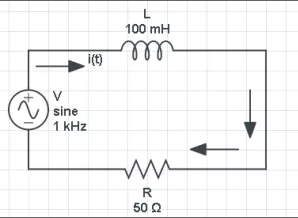 L
100 mH
i(t)
V
sine
1 kHz
R
50 Ω